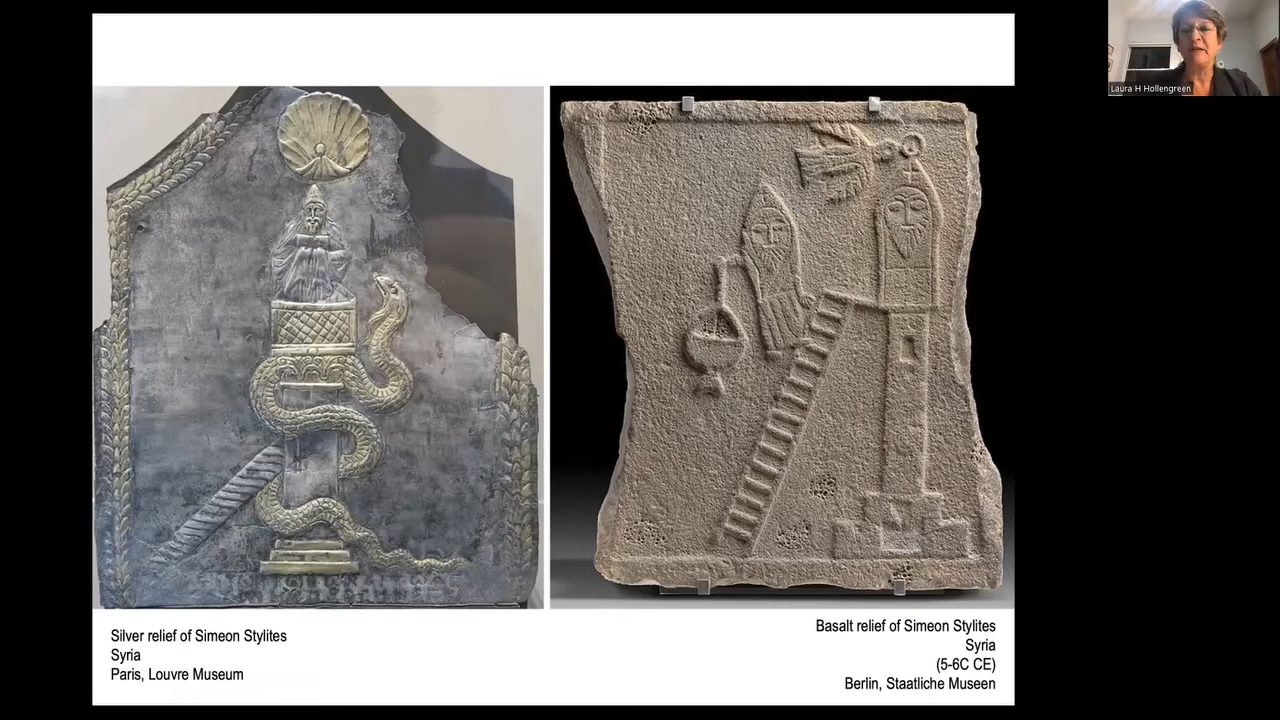 Laura H Hollengreen
Silver relief of Simeon Stylites
Syria
Paris, Louvre Museum
Basalt relief of Simeon Stylites
Syria
(5-6C CE)
Berlin, Staatliche Museen